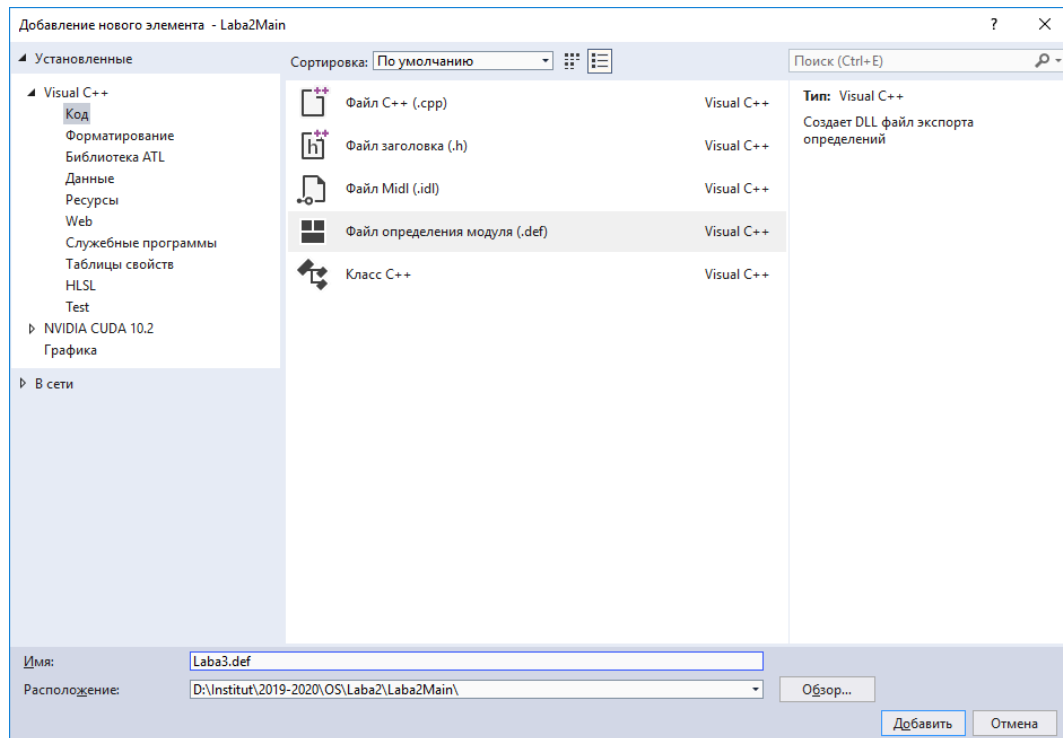 Добавление нового элемента - Laba2Main
?
Установленные
Сортировка: По умолчанию
Поиск (Ctrl+E)
Visual C++
Код
Форматирование
Библиотека ATL
Данные
Ресурсы
Web
Служебные программы
Таблицы свойств
HLSL
Test
NVIDIA CUDA 10.2
Графика
В сети
Файл C++ (.cpp) Visual C++
Файл заголовка (.h) Visual C++
Файл Midl (.idl) Visual C++
Файл определения модуля (.def) Visual C++
Класс C++ Visual C++
Тип: Visual C++
Создает DLL файл экспорта
определений
Имя: Laba3.def
Расположение: D:\Institut\2019-2020\OS\Laba2\Laba2Main\ Обзор...
Добавить Отмена